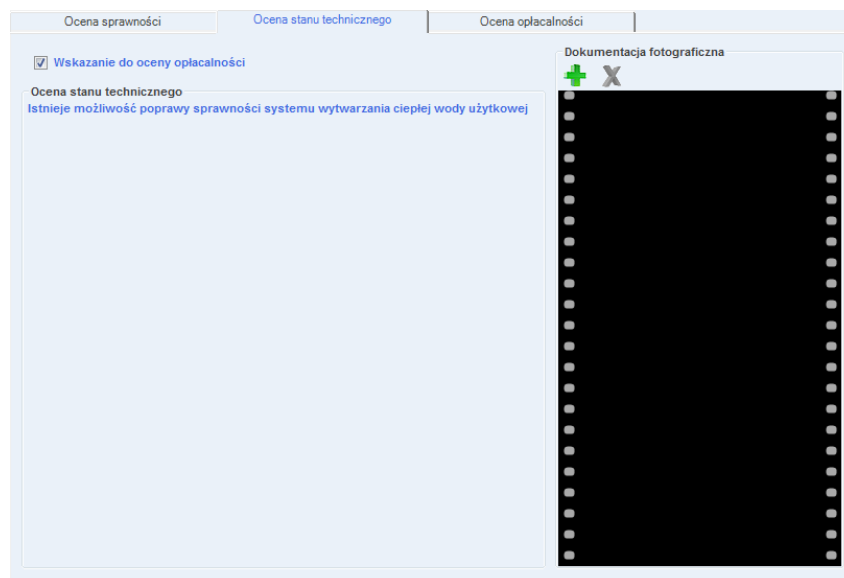 Ocena sprawności
Ocena stanu technicznego
Ocena opłacalności
Wskazanie do oceny opłacalności
Ocena stanu technicznego
Istnieje możliwość poprawy sprawności systemu wytwarzania ciepłej wody użytkowej
Dokumentacja fotograficzna